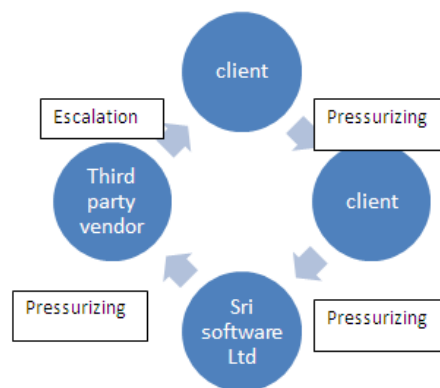 client
Escalation
Pressurizing
Third
party
vendor
client
Pressurizing
Sri
software
Ltd
Pressurizing